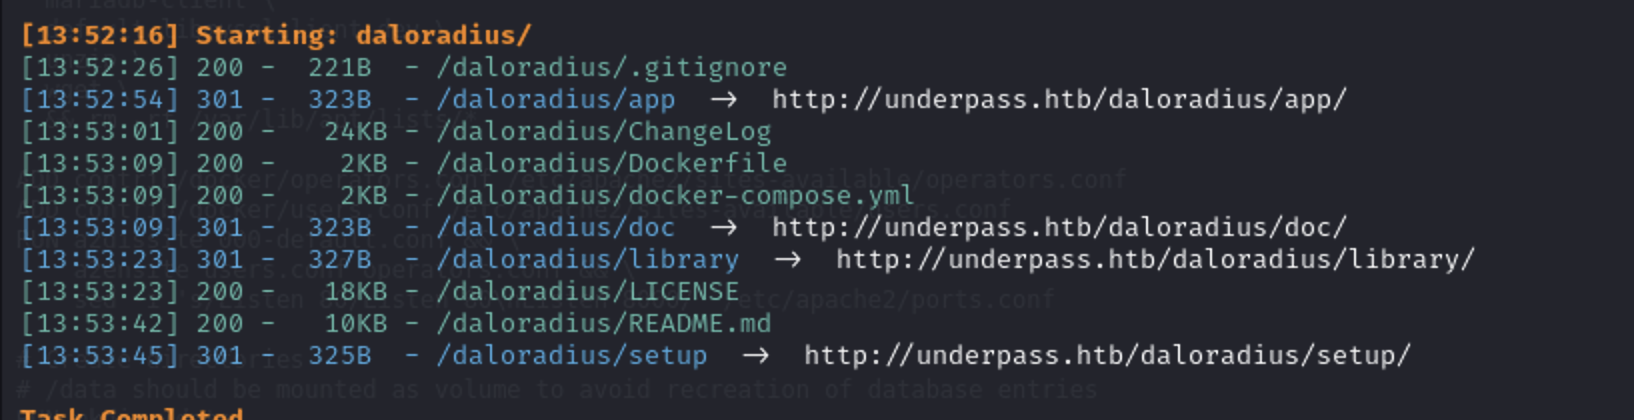 mariadb-client \
[13:52:16] Starting: daloradius/
[13:52:26] 200 -  221B  - /daloradius/.gitignore
[13:52:54] 301 -  323B  - /daloradius/app  →  http://underpass.htb/daloradius/app/
[13:53:01] 200 -   24KB - /daloradius/ChangeLog
[13:53:09] 200 -    2KB - /daloradius/Dockerfile
[13:53:09] 200 -    2KB - /daloradius/docker-compose.yml
[13:53:09] 301 -  323B  - /daloradius/doc  →  http://underpass.htb/daloradius/doc/
[13:53:23] 301 -  327B  - /daloradius/library  →  http://underpass.htb/daloradius/library/
[13:53:23] 200 -   18KB - /daloradius/LICENSE
[13:53:42] 200 -   10KB - /daloradius/README.md
[13:53:45] 301 -  325B  - /daloradius/setup  →  http://underpass.htb/daloradius/setup/
# /data should be mounted as volume to avoid recreation of database entries
Task Completed